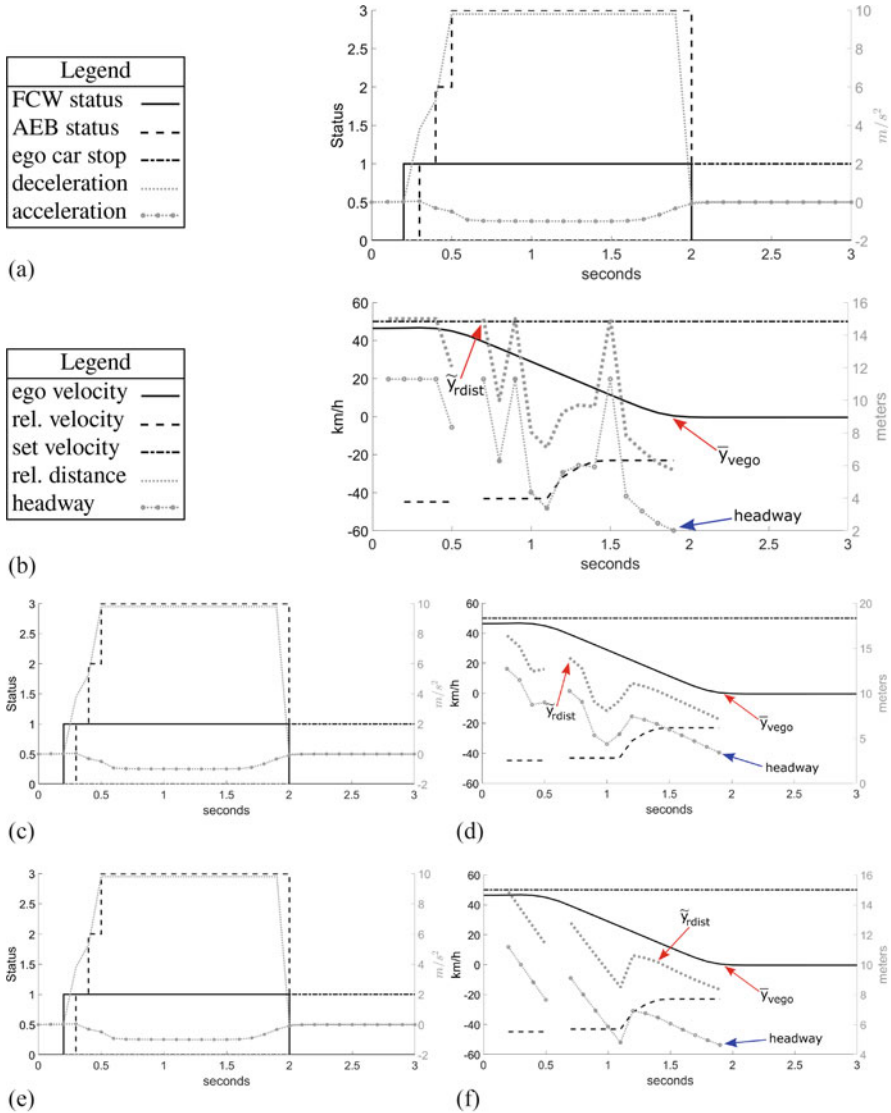 Legend
FCW status
AEB status
ego car stop
deceleration
acceleration
(a)
3
2.5
2
1.5
1
0.5
0
Status
10
8
6
4
2
0
-2
m/s²
0 0.5 1 1.5 2 2.5 3
seconds
Legend
ego velocity
rel. velocity
set velocity
rel. distance
headway
(b)
60
40
20
0
-20
-40
-60
km/h
16
14
12
10
8
6
4
2
meters
ỹrdist
ȳvego
headway
0 0.5 1 1.5 2 2.5 3
seconds
(c)
3
2.5
2
1.5
1
0.5
0
Status
10
8
6
4
2
0
-2
m/s²
0 0.5 1 1.5 2 2.5 3
seconds
(d)
60
40
20
0
-20
-40
-60
km/h
20
15
10
5
0
meters
ỹrdist
ȳvego
headway
0 0.5 1 1.5 2 2.5 3
seconds
(e)
3
2.5
2
1.5
1
0.5
0
Status
10
8
6
4
2
0
-2
m/s²
0 0.5 1 1.5 2 2.5 3
seconds
(f)
60
40
20
0
-20
-40
-60
km/h
16
14
12
10
8
6
4
meters
ỹrdist
ȳvego
headway
0 0.5 1 1.5 2 2.5 3
seconds